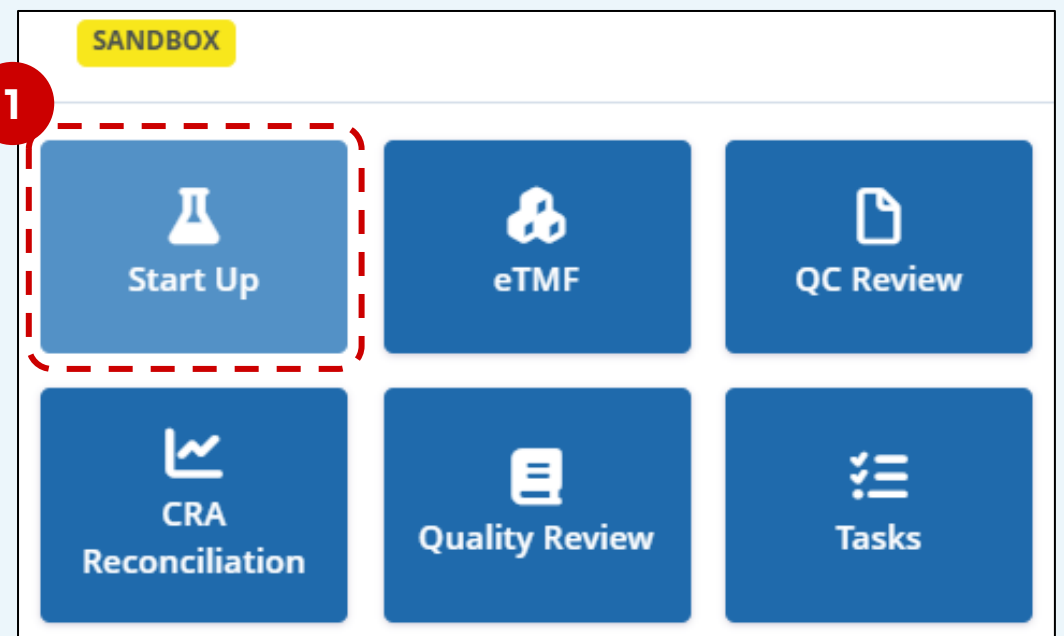 SANDBOX
1
Start Up
eTMF
QC Review
CRA
Reconciliation
Quality Review
Tasks